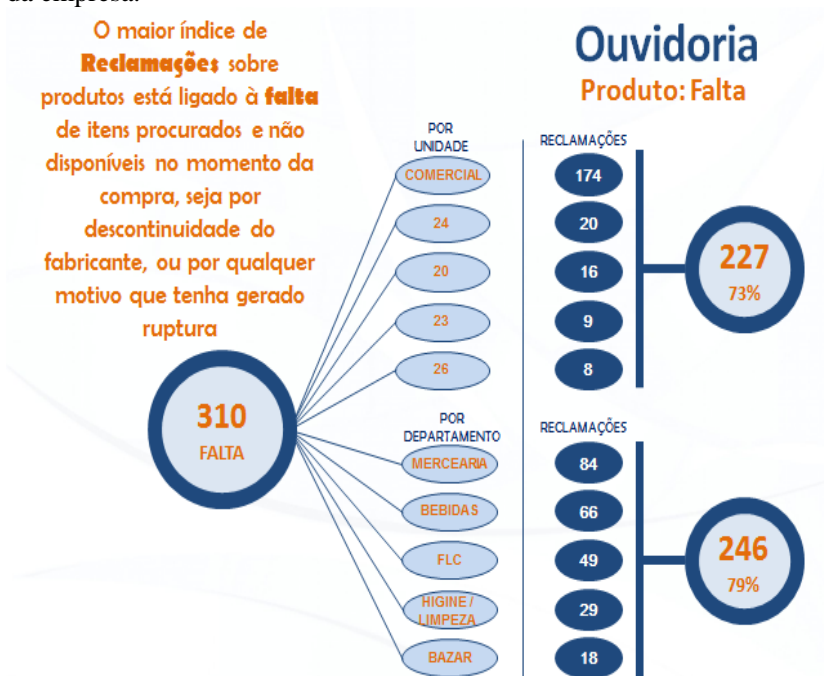 da empresa.
O maior índice de
Reclamações sobre
produtos está ligado à falta
de itens procurados e não
disponíveis no momento da
compra, seja por
descontinuidade do
fabricante, ou por qualquer
motivo que tenha gerado
ruptura
Ouvidoria
Produto: Falta
POR
UNIDADE
RECLAMAÇÕES
COMERCIAL
174
24
20
20
16
23
9
26
8
227
73%
310
FALTA
POR
DEPARTAMENTO
RECLAMAÇÕES
MERCEARIA
84
BEBIDAS
66
FLC
49
HIGINE /
LIMPEZA
29
BAZAR
18
246
79%